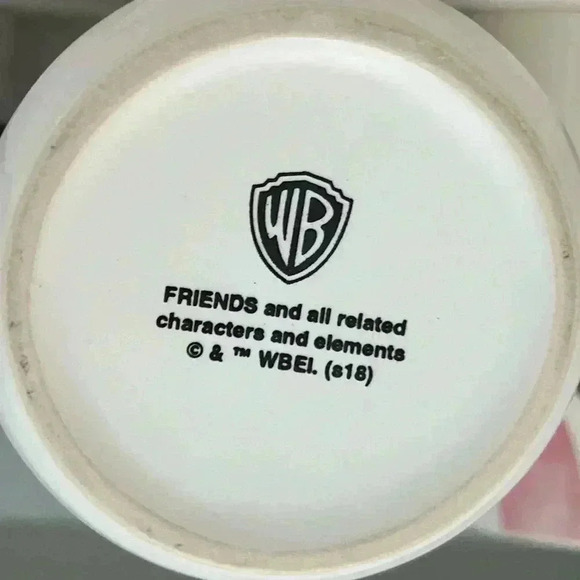 WB
FRIENDS and all related
characters and elements
© & ™ WBEI. (s18)